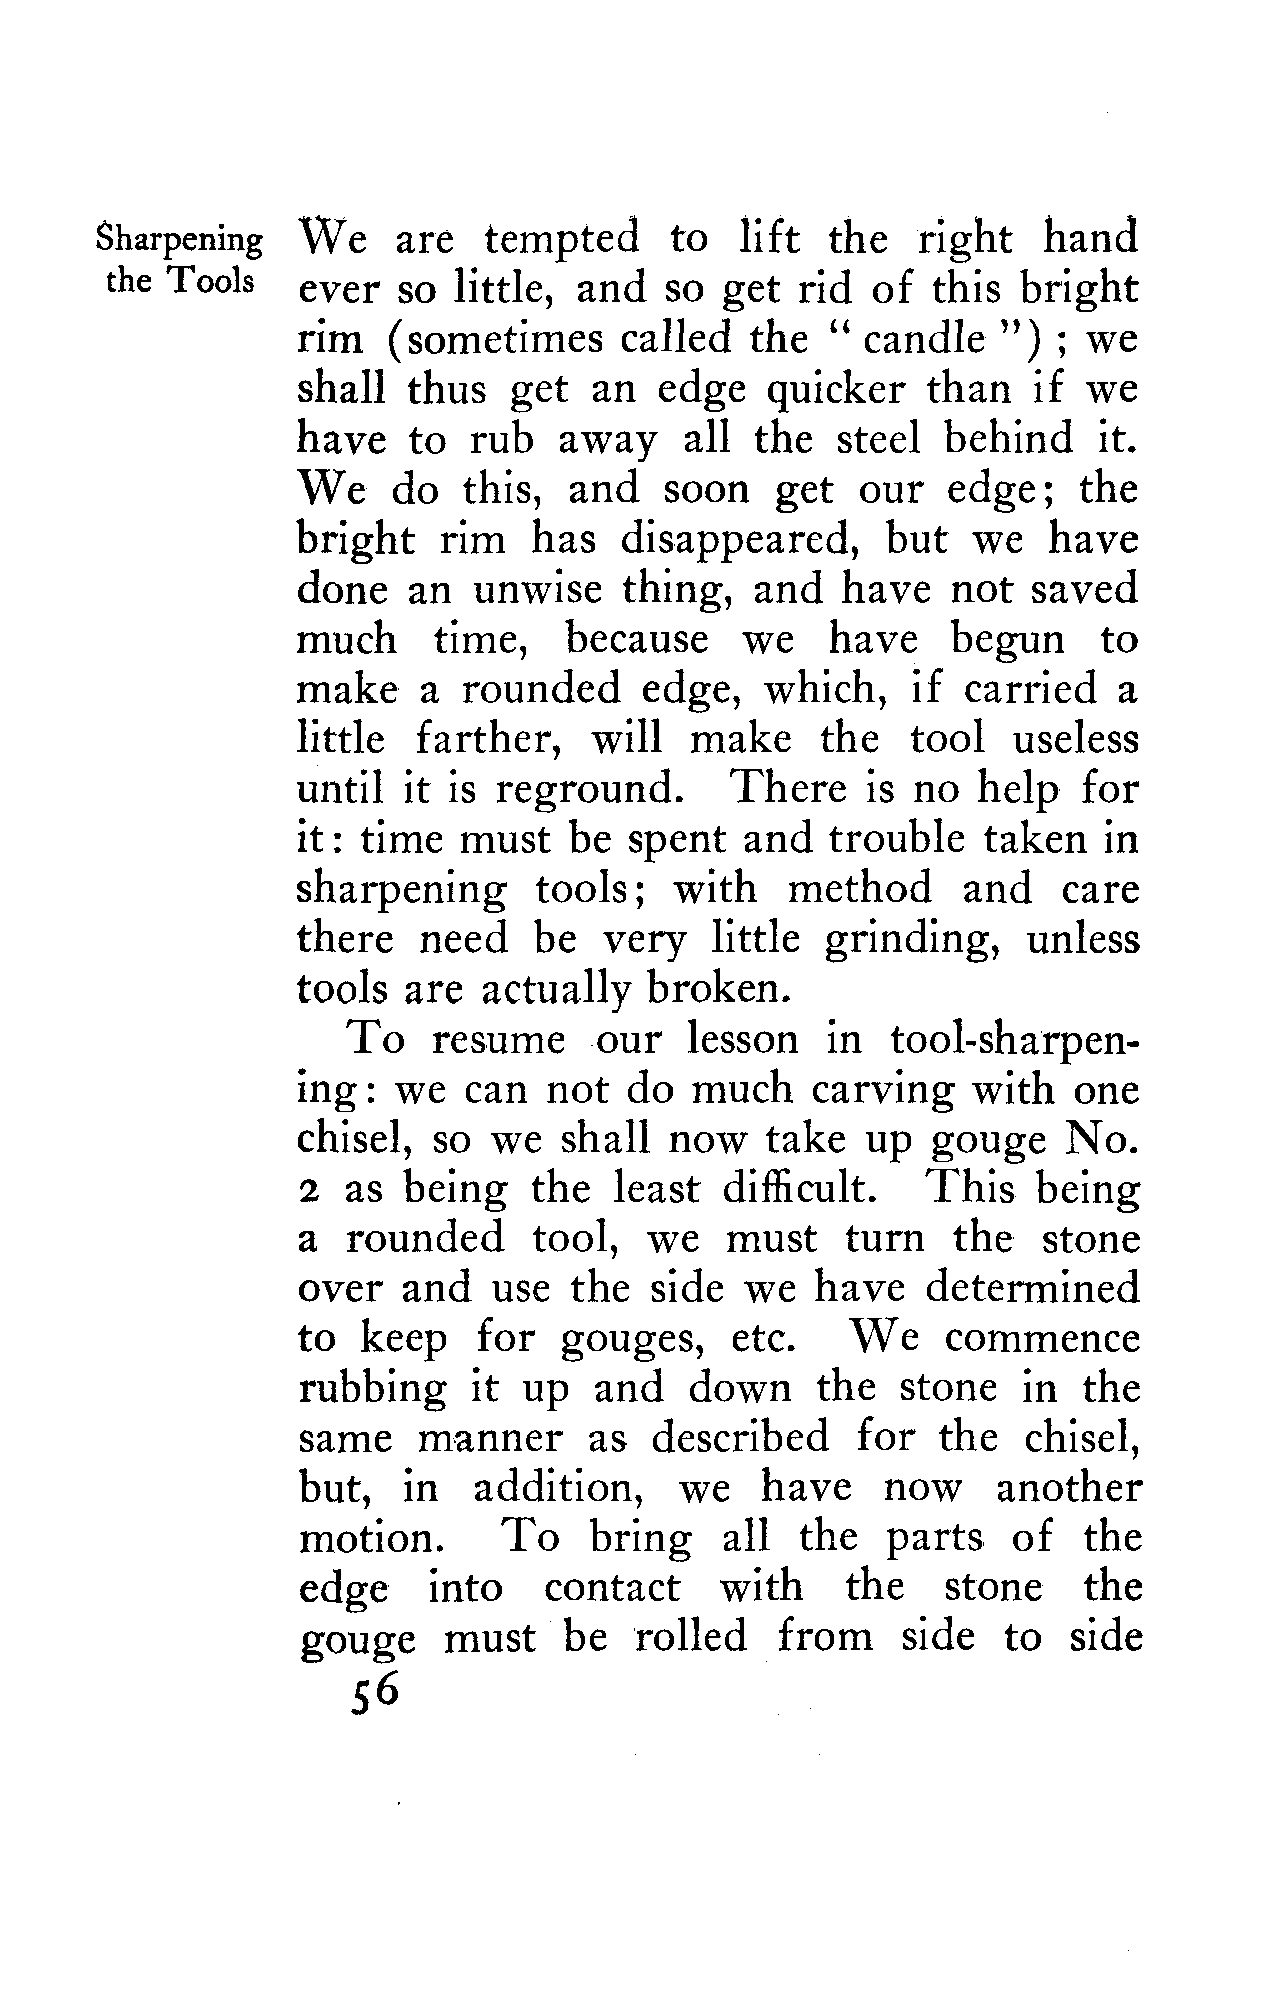 Sharpening
the Tools
We are tempted to lift the right hand
ever so little, and so get rid of this bright
rim (sometimes called the “ candle ”) ; we
shall thus get an edge quicker than if we
have to rub away all the steel behind it.
We do this, and soon get our edge; the
bright rim has disappeared, but we have
done an unwise thing, and have not saved
much time, because we have begun to
make a rounded edge, which, if carried a
little farther, will make the tool useless
until it is reground. There is no help for
it: time must be spent and trouble taken in
sharpening tools; with method and care
there need be very little grinding, unless
tools are actually broken.
To resume our lesson in tool-sharpen-
ing: we can not do much carving with one
chisel, so we shall now take up gouge No.
2 as being the least difficult. This being
a rounded tool, we must turn the stone
over and use the side we have determined
to keep for gouges, etc. We commence
rubbing it up and down the stone in the
same manner as described for the chisel,
but, in addition, we have now another
motion. To bring all the parts of the
edge into contact with the stone the
gouge must be rolled from side to side
56